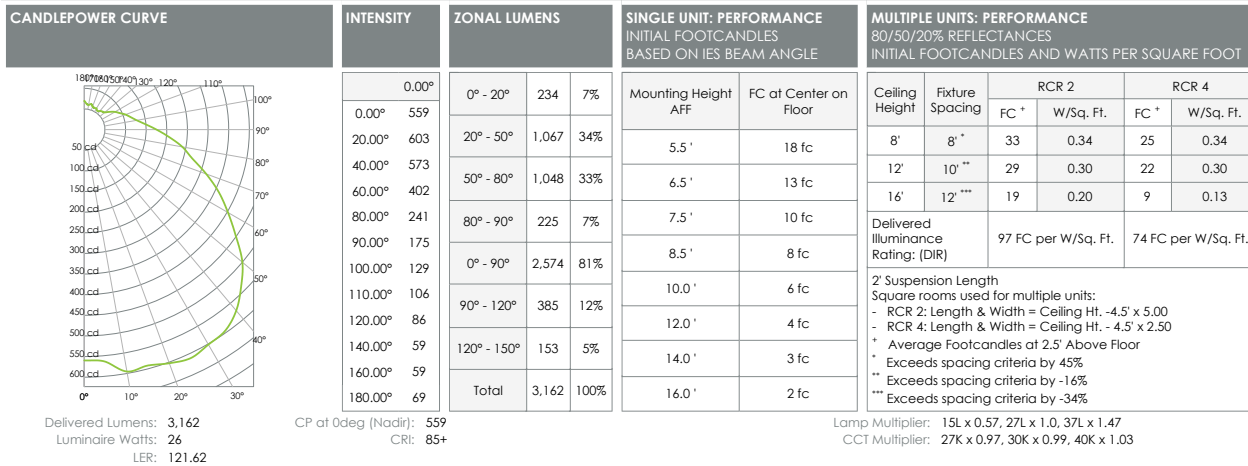 CANDLEPOWER CURVE
180°
130°
120°
110°
100°
90°
80°
70°
60°
50°
40°
50 cd
100 cd
150 cd
200 cd
250 cd
300 cd
350 cd
400 cd
450 cd
500 cd
550 cd
600 cd
0°
10°
20°
30°
INTENSITY
0.00°
0.00° 559
20.00° 603
40.00° 573
60.00° 402
80.00° 241
90.00° 175
100.00° 129
110.00° 106
120.00° 86
140.00° 59
160.00° 59
180.00° 69
ZONAL LUMENS
0° - 20° 234 7%
20° - 50° 1,067 34%
50° - 80° 1,048 33%
80° - 90° 225 7%
0° - 90° 2,574 81%
90° - 120° 385 12%
120° - 150° 153 5%
Total 3,162 100%
SINGLE UNIT: PERFORMANCE
INITIAL FOOTCANDLES
BASED ON IES BEAM ANGLE
Mounting Height AFF FC at Center on Floor
5.5 ' 18 fc
6.5 ' 13 fc
7.5 ' 10 fc
8.5 ' 8 fc
10.0 ' 6 fc
12.0 ' 4 fc
14.0 ' 3 fc
16.0 ' 2 fc
MULTIPLE UNITS: PERFORMANCE
80/50/20% REFLECTANCES
INITIAL FOOTCANDLES AND WATTS PER SQUARE FOOT
Ceiling Height Fixture Spacing RCR 2 RCR 4
FC + W/Sq. Ft. FC + W/Sq. Ft.
8' 8' * 33 0.34 25 0.34
12' 10' ** 29 0.30 22 0.30
16' 12' *** 19 0.20 9 0.13
Delivered Illuminance Rating: (DIR) 97 FC per W/Sq. Ft. 74 FC per W/Sq. Ft.
2' Suspension Length
Square rooms used for multiple units:
- RCR 2: Length & Width = Ceiling Ht. -4.5' x 5.00
- RCR 4: Length & Width = Ceiling Ht. - 4.5' x 2.50
+ Average Footcandles at 2.5' Above Floor
* Exceeds spacing criteria by 45%
** Exceeds spacing criteria by -16%
*** Exceeds spacing criteria by -34%
Delivered Lumens: 3,162
Luminaire Watts: 26
LER: 121.62
CP at 0deg (Nadir): 559
CRI: 85+
Lamp Multiplier: 15L x 0.57, 27L x 1.0, 37L x 1.47
CCT Multiplier: 27K x 0.97, 30K x 0.99, 40K x 1.03